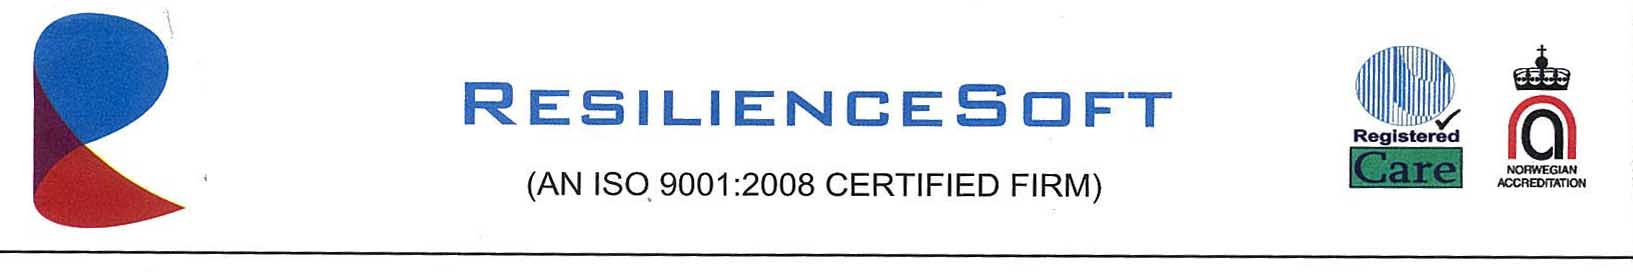 RESILIENCESOFT
(AN ISO 9001:2008 CERTIFIED FIRM)
Registered
Care
NORWEGIAN
ACCREDITATION